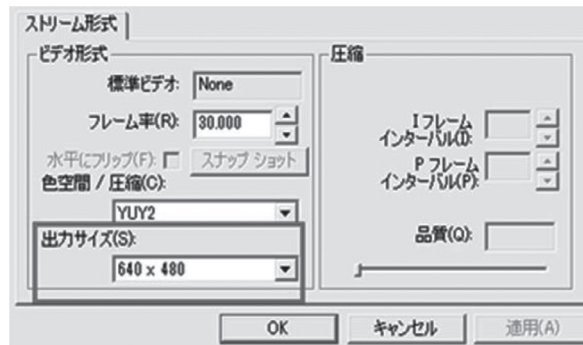 ストリーム形式
ビデオ形式
標準ビデオ: None
フレーム率(R): 30.000
水平にフリップ(F): スナップ ショット
色空間 / 圧縮(C):
YUY2
出力サイズ(S):
640 x 480
圧縮
I フレーム
インターバル(I):
P フレーム
インターバル(P):
品質(Q):
OK キャンセル 適用(A)